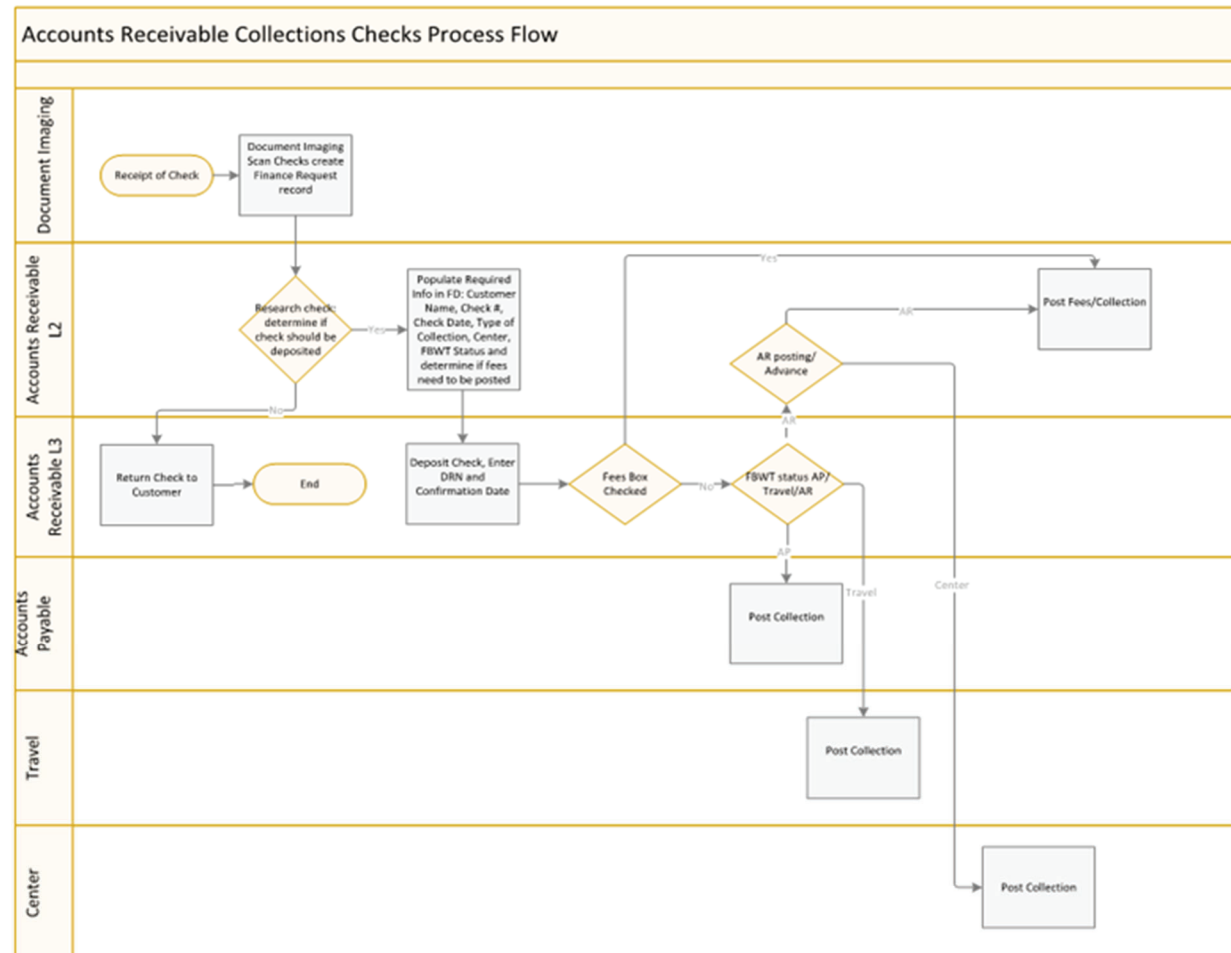 Accounts Receivable Collections Checks Process Flow
Document Imaging
Receipt of Check
Document Imaging
Scan Checks create
Finance Request
record
Accounts Receivable
L2
Research check;
determine if
check should be
deposited
Yes
No
Populate Required
Info in FD: Customer
Name, Check #,
Check Date, Type of
Collection, Center,
FBWT Status and
determine if fees
need to be posted
Yes
AR posting/
Advance
AR
Post Fees/Collection
Accounts
Receivable L3
Return Check to
Customer
End
Deposit Check, Enter
DRN and
Confirmation Date
Fees Box
Checked
No
AR
FBWT status AP/
Travel/AR
AP
Travel
Center
Accounts
Payable
Post Collection
Travel
Post Collection
Center
Post Collection